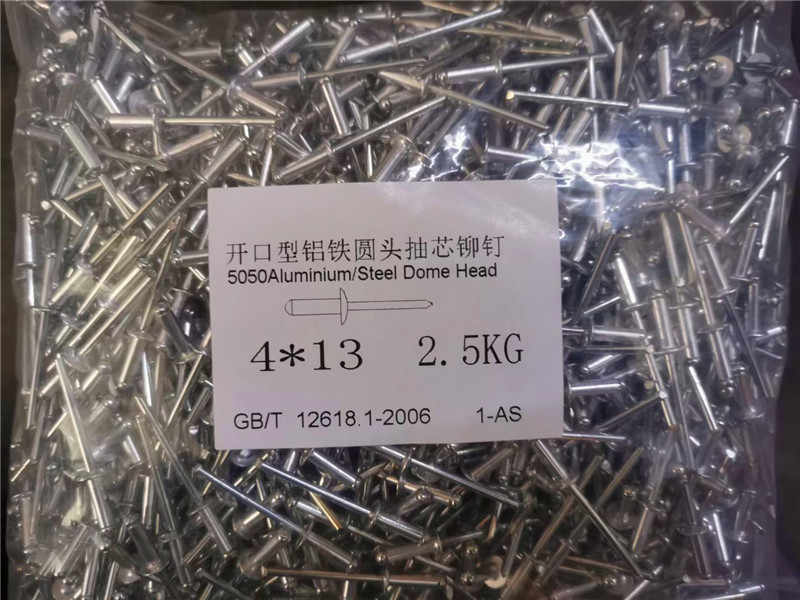 开口型铝铁圆头抽芯铆钉
5050Aluminium/Steel Dome Head
4*13 2.5KG
GB/T 12618.1-2006 1-AS